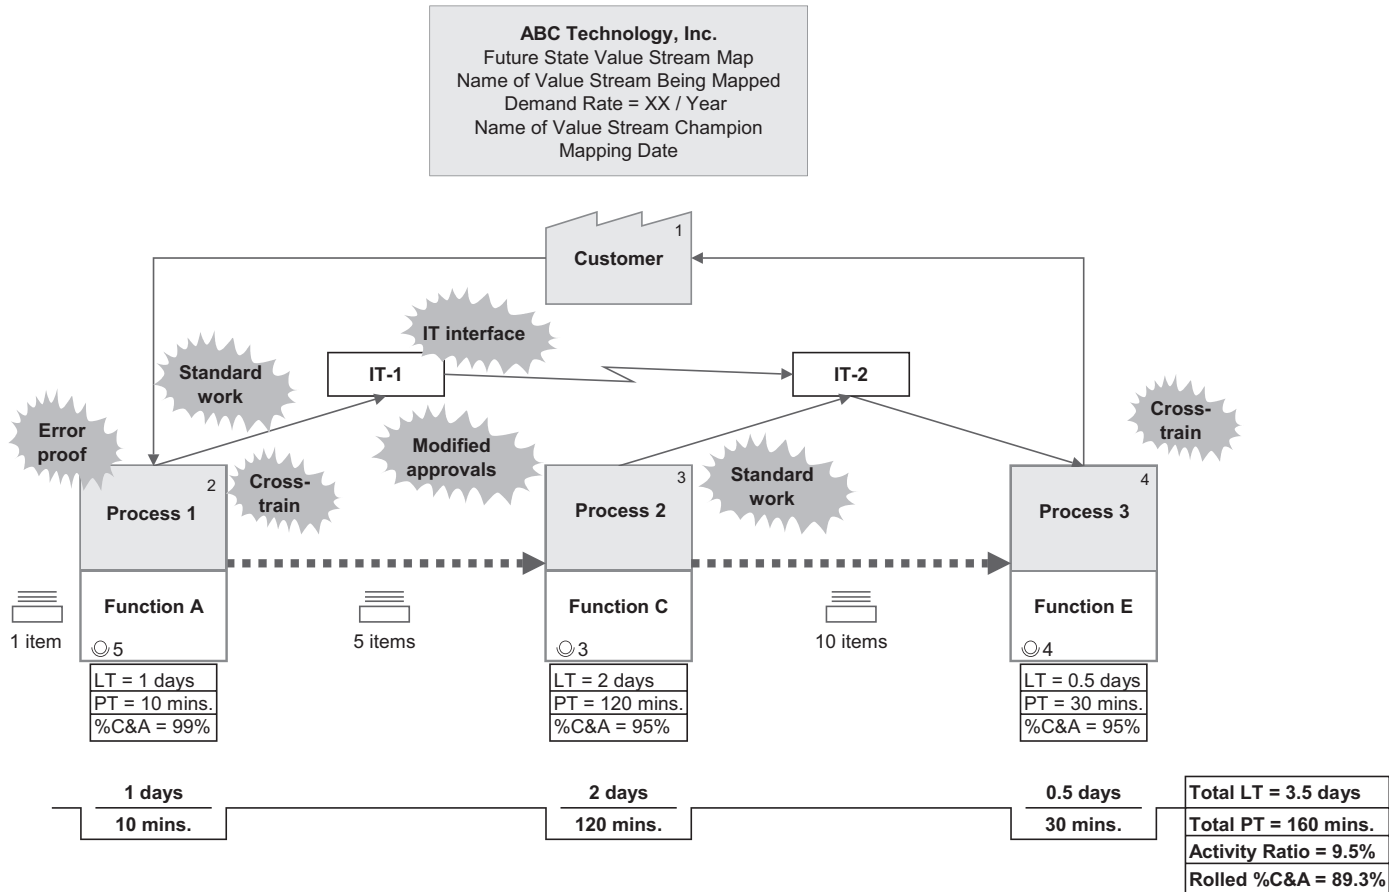 ABC Technology, Inc.
Future State Value Stream Map
Name of Value Stream Being Mapped
Demand Rate = XX / Year
Name of Value Stream Champion
Mapping Date
1
Customer
IT interface
IT-1
IT-2
Standard
work
Error
proof
Cross-
train
Modified
approvals
Standard
work
Cross-
train
2
Process 1
3
Process 2
4
Process 3
1 item
Function A
5
5 items
Function C
3
10 items
Function E
4
LT = 1 days
PT = 10 mins.
%C&A = 99%
LT = 2 days
PT = 120 mins.
%C&A = 95%
LT = 0.5 days
PT = 30 mins.
%C&A = 95%
1 days
10 mins.
2 days
120 mins.
0.5 days
30 mins.
Total LT = 3.5 days
Total PT = 160 mins.
Activity Ratio = 9.5%
Rolled %C&A = 89.3%